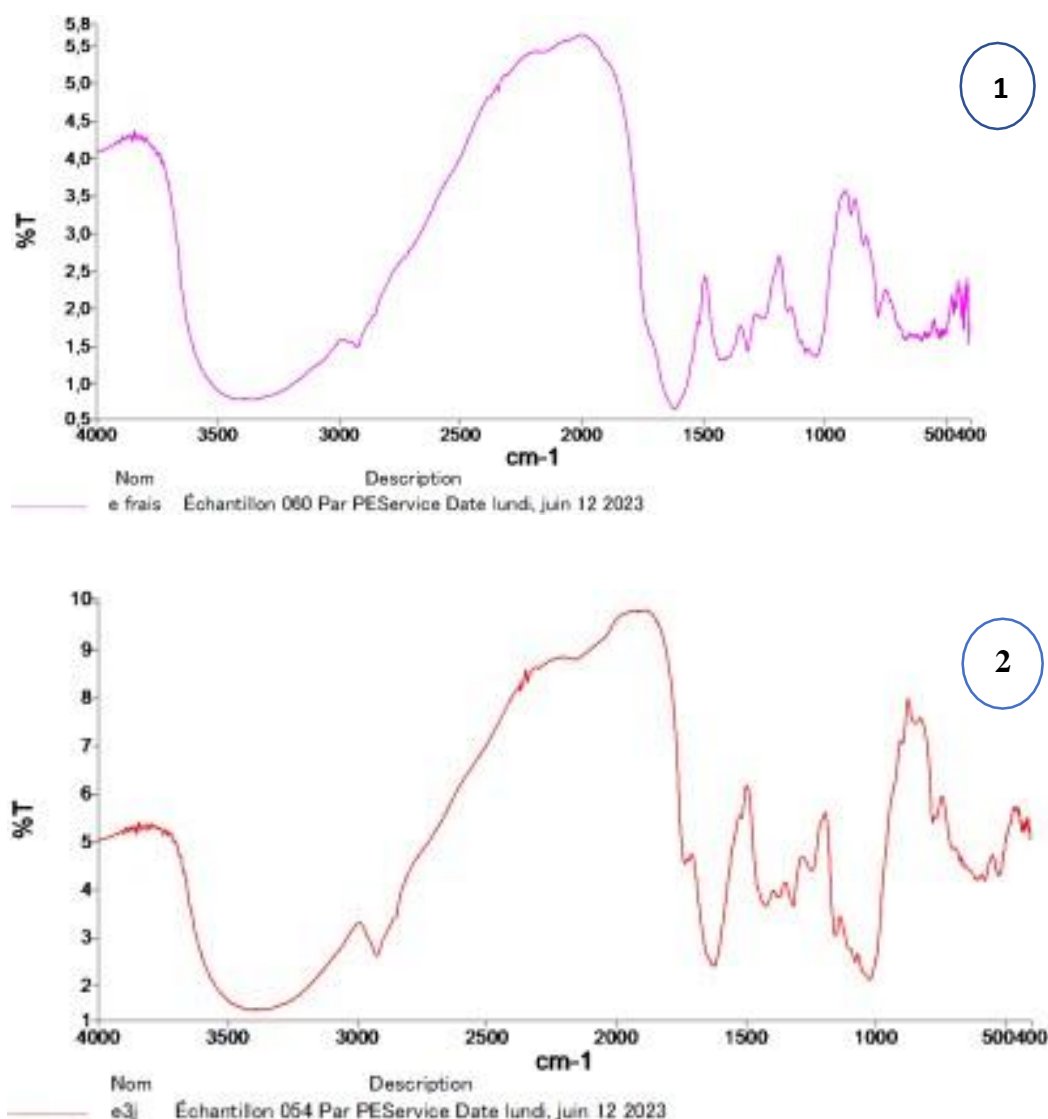 5,8
5,5
5,0
4,5
4,0
3,5
3,0
2,5
2,0
1,5
1,0
0,5
%T
4000 3500 3000 2500 2000 1500 1000 500400
cm-1
1
Nom Description
e frais Échantillon 060 Par PEService Date lundi, juin 12 2023
10
9
8
7
6
5
4
3
2
1
%T
4000 3500 3000 2500 2000 1500 1000 500400
cm-1
2
Nom Description
e3j Échantillon 054 Par PEService Date lundi, juin 12 2023